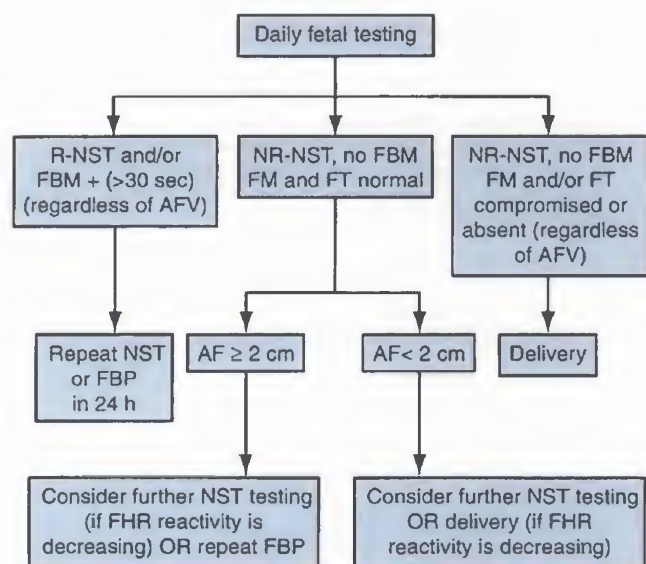 Daily fetal testing
R-NST and/or
FBM + (>30 sec)
(regardless of AFV)
NR-NST, no FBM
FM and FT normal
NR-NST, no FBM
FM and/or FT
compromised or
absent (regardless
of AFV)
Repeat NST
or FBP
in 24 h
AF ≥ 2 cm
AF< 2 cm
Delivery
Consider further NST testing
(if FHR reactivity is
decreasing) OR repeat FBP
Consider further NST testing
OR delivery (if FHR
reactivity is decreasing)